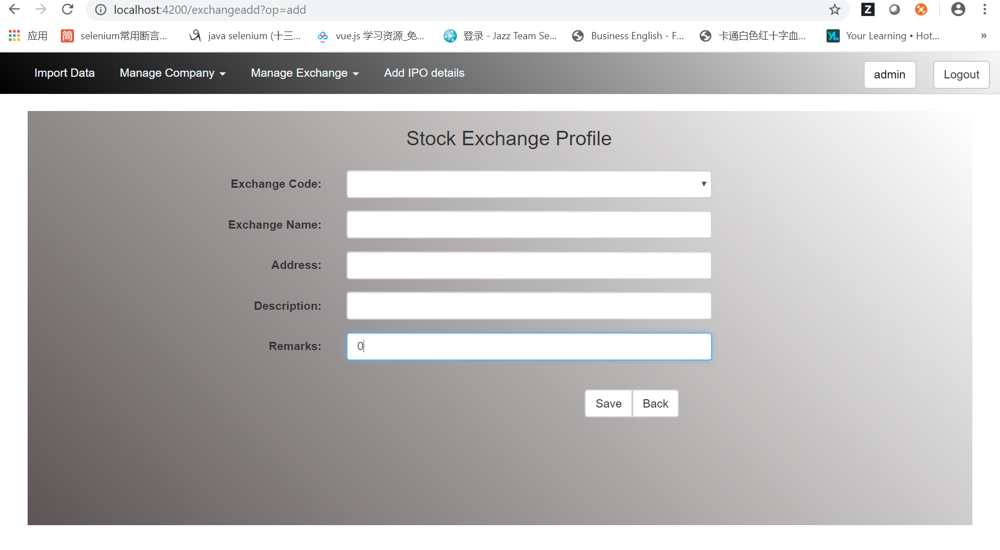 localhost:4200/exchangeadd?op=add
Z
应用 简 selenium常用断言... java selenium (十三... vue.js 学习资源_免... 登录 - Jazz Team Se... Business English - F... 卡通白色红十字血... YL Your Learning • Hot... »
Import Data Manage Company Manage Exchange Add IPO details admin Logout
Stock Exchange Profile
Exchange Code:
Exchange Name:
Address:
Description:
Remarks: 0
Save Back